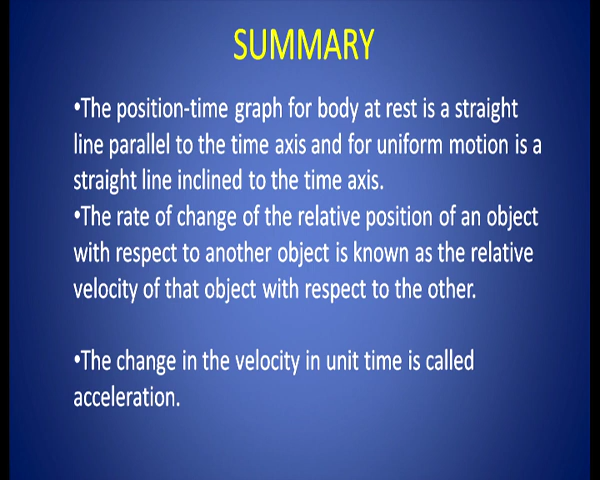 SUMMARY
•The position-time graph for body at rest is a straight
line parallel to the time axis and for uniform motion is a
straight line inclined to the time axis.
•The rate of change of the relative position of an object
with respect to another object is known as the relative
velocity of that object with respect to the other.
•The change in the velocity in unit time is called
acceleration.